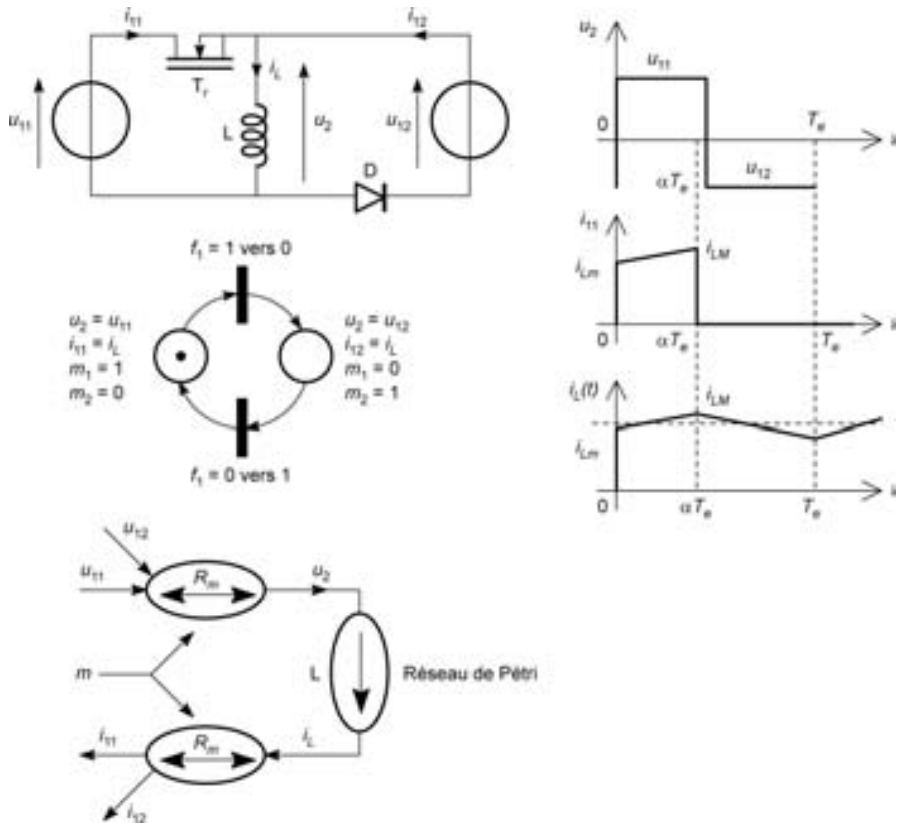 i11
i12
Tr
iL
u11
L
u2
u12
D
f1 = 1 vers 0
u2 = u11
i11 = iL
m1 = 1
m2 = 0
u2 = u12
i12 = iL
m1 = 0
m2 = 1
f1 = 0 vers 1
u2
u11
0
Te
αTe
u12
i11
iLm
iLM
0
αTe
Te
iL(t)
iLM
iLm
0
αTe
Te
u12
u11
Rm
u2
m
L
Réseau de Pétri
i11
Rm
iL
i12